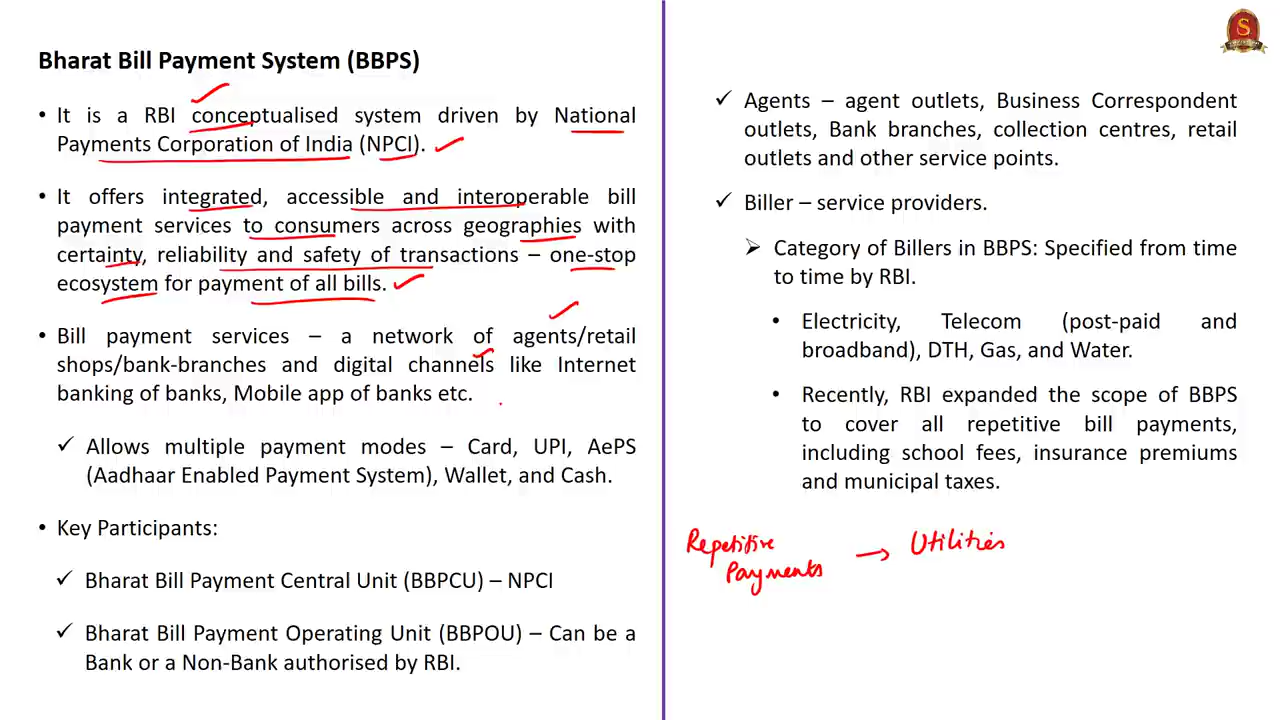 Bharat Bill Payment System (BBPS)
• It is a RBI conceptualised system driven by National
Payments Corporation of India (NPCI).
• It offers integrated, accessible and interoperable bill
payment services to consumers across geographies with
certainty, reliability and safety of transactions – one-stop
ecosystem for payment of all bills.
• Bill payment services – a network of agents/retail
shops/bank-branches and digital channels like Internet
banking of banks, Mobile app of banks etc.
✓ Allows multiple payment modes – Card, UPI, AePS
(Aadhaar Enabled Payment System), Wallet, and Cash.
• Key Participants:
✓ Bharat Bill Payment Central Unit (BBPCU) – NPCI
✓ Bharat Bill Payment Operating Unit (BBPOU) – Can be a
Bank or a Non-Bank authorised by RBI.
✓ Agents – agent outlets, Business Correspondent
outlets, Bank branches, collection centres, retail
outlets and other service points.
✓ Biller – service providers.
➢ Category of Billers in BBPS: Specified from time
to time by RBI.
• Electricity, Telecom (post-paid and
broadband), DTH, Gas, and Water.
• Recently, RBI expanded the scope of BBPS
to cover all repetitive bill payments,
including school fees, insurance premiums
and municipal taxes.
Repetitive
Payments → Utilities
S